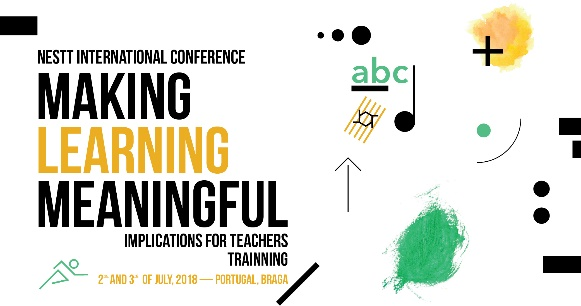 NESTT INTERNATIONAL CONFERENCE
MAKING
LEARNING
MEANINGFUL
IMPLICATIONS FOR TEACHERS
TRAINNING
2ⁿᵈ AND 3ʳᵈ OF JULY, 2018 — PORTUGAL, BRAGA
abc